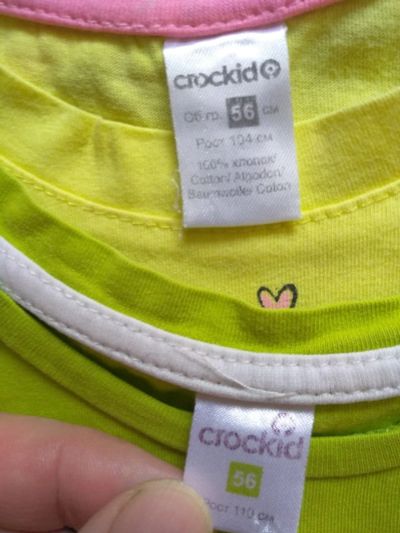 crockid
Об гр. 56 см
Рост 104 см
100% хлопок/
Cotton/ Algodon/
Baumwolle Coton
crockid
56
Рост 110 см